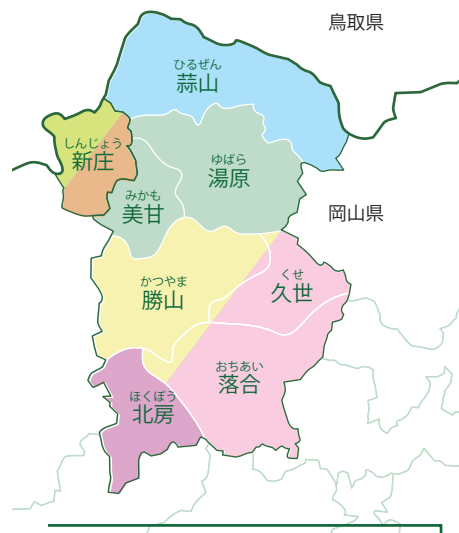 鳥取県
ひるぜん
蒜山
しんじょう
新庄
ゆばら
湯原
みかも
美甘
岡山県
かつやま
勝山
くせ
久世
おちあい
落合
ほくぼう
北房